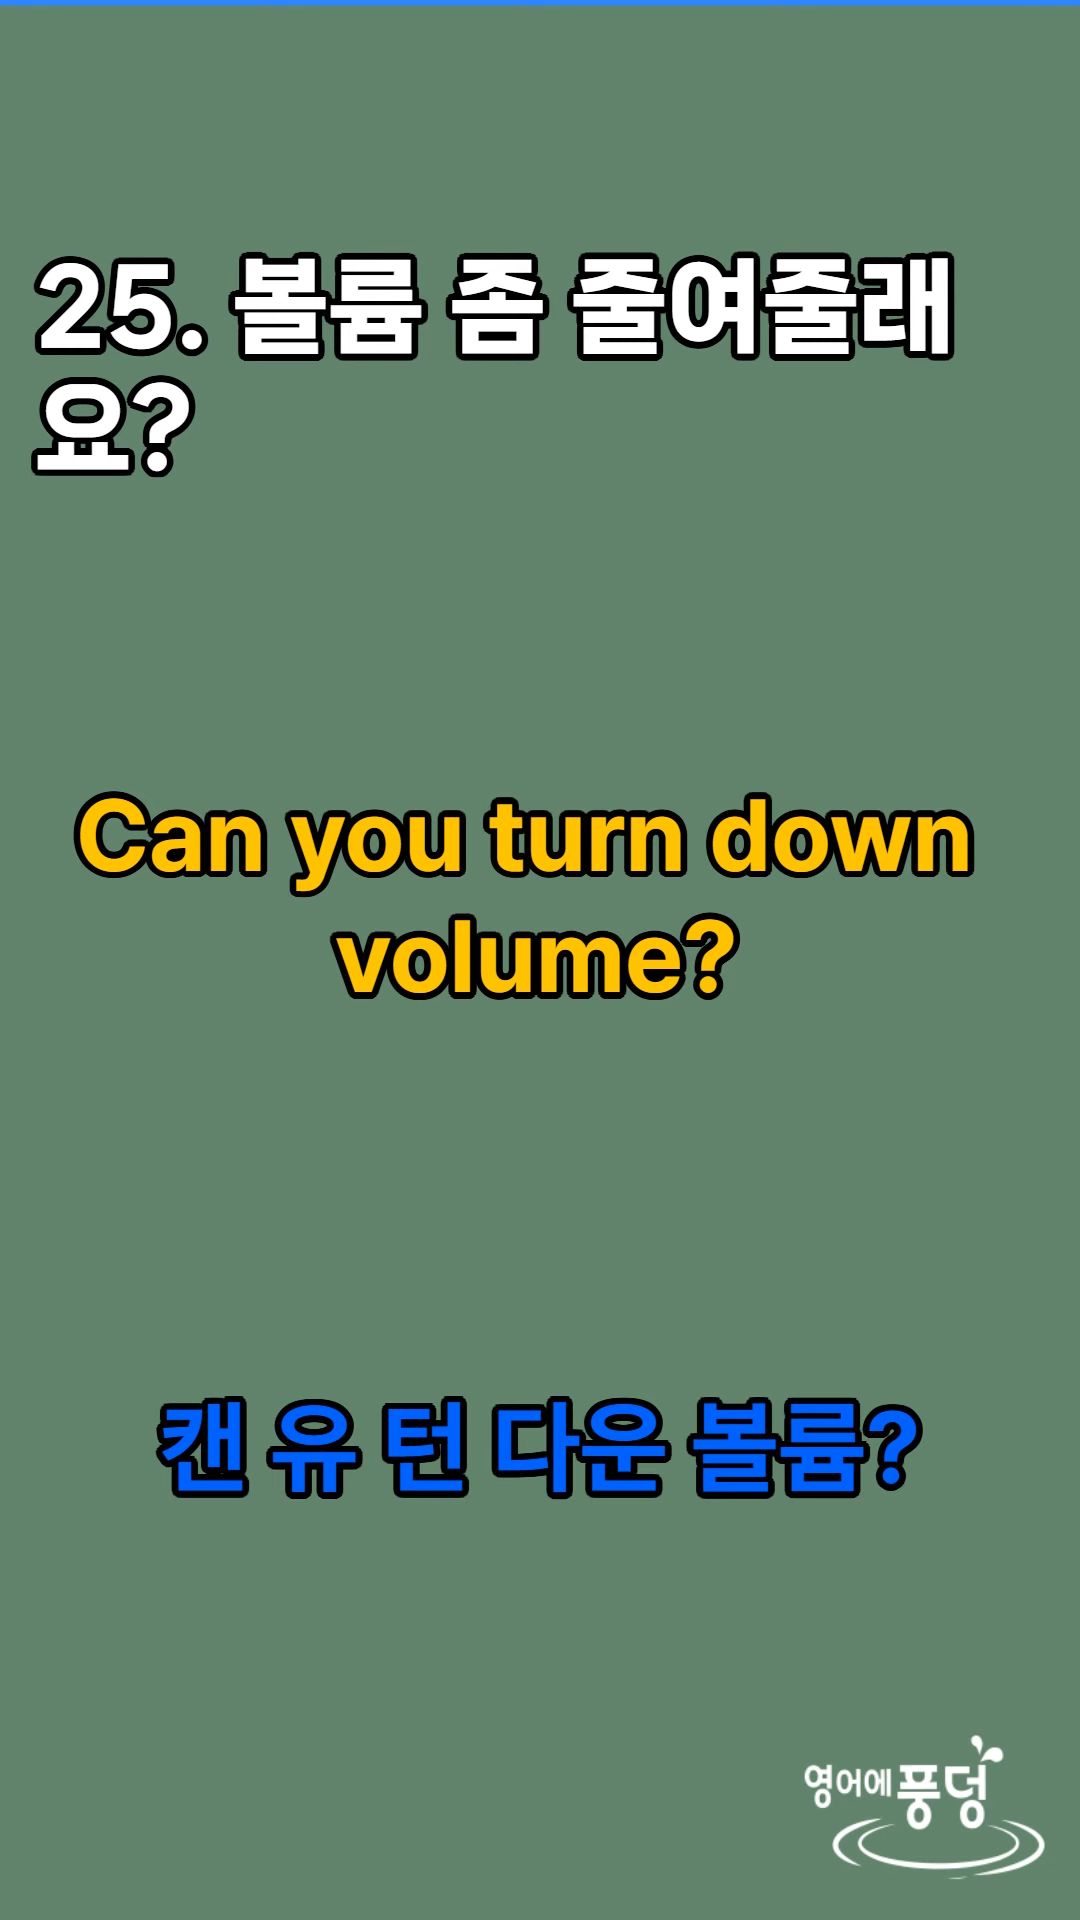 25. 볼륨 좀 줄여줄래
요?
Can you turn down
volume?
캔 유 턴 다운 볼륨?
영어에 풍덩